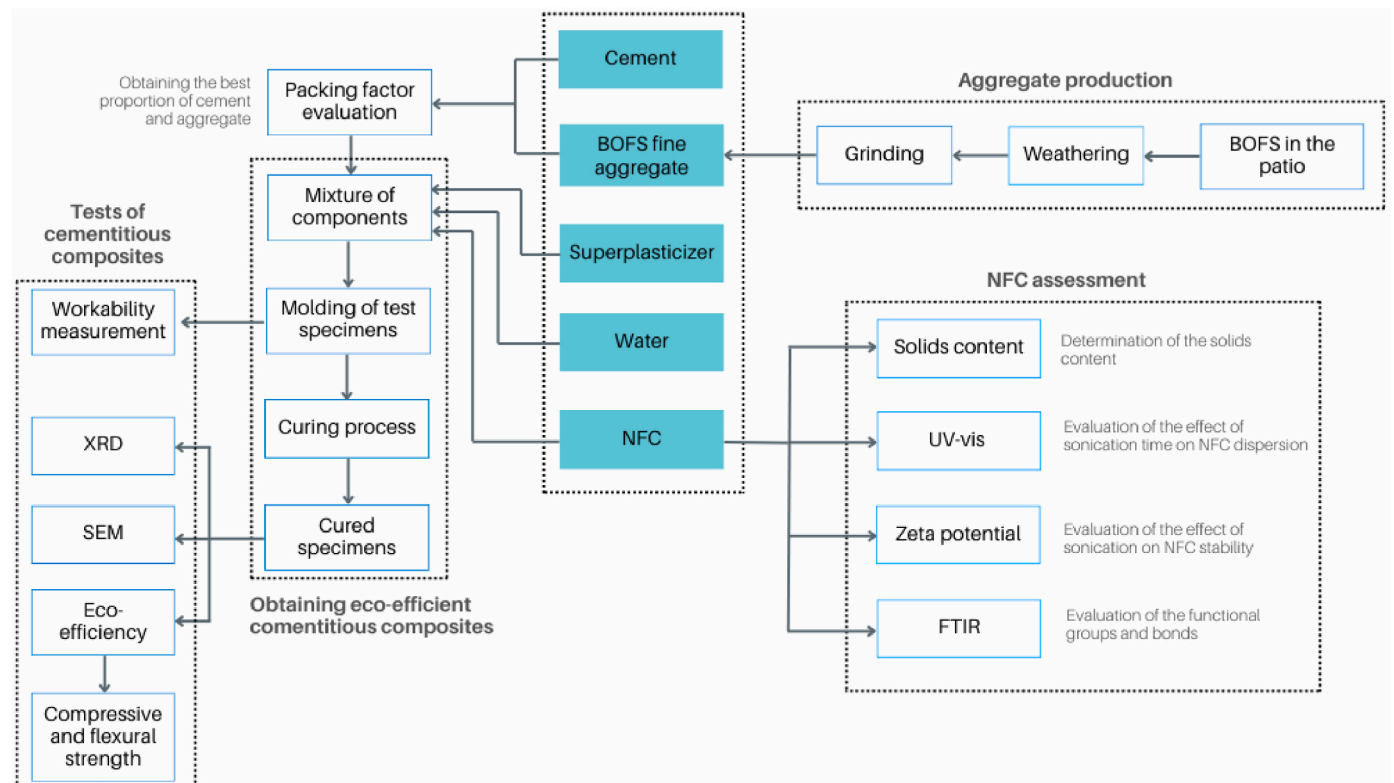 Obtaining the best
proportion of cement
and aggregate
Packing factor
evaluation
Cement
BOFS fine
aggregate
Superplasticizer
Water
NFC
Aggregate production
Grinding
Weathering
BOFS in the
patio
Mixture of
components
Molding of test
specimens
Curing process
Cured
specimens
Obtaining eco-efficient
comentitious composites
Tests of
cementitious
composites
Workability
measurement
XRD
SEM
Eco-
efficiency
Compressive
and flexural
strength
NFC assessment
Solids content
Determination of the solids
content
UV-vis
Evaluation of the effect of
sonication time on NFC dispersion
Zeta potential
Evaluation of the effect of
sonication on NFC stability
FTIR
Evaluation of the functional
groups and bonds